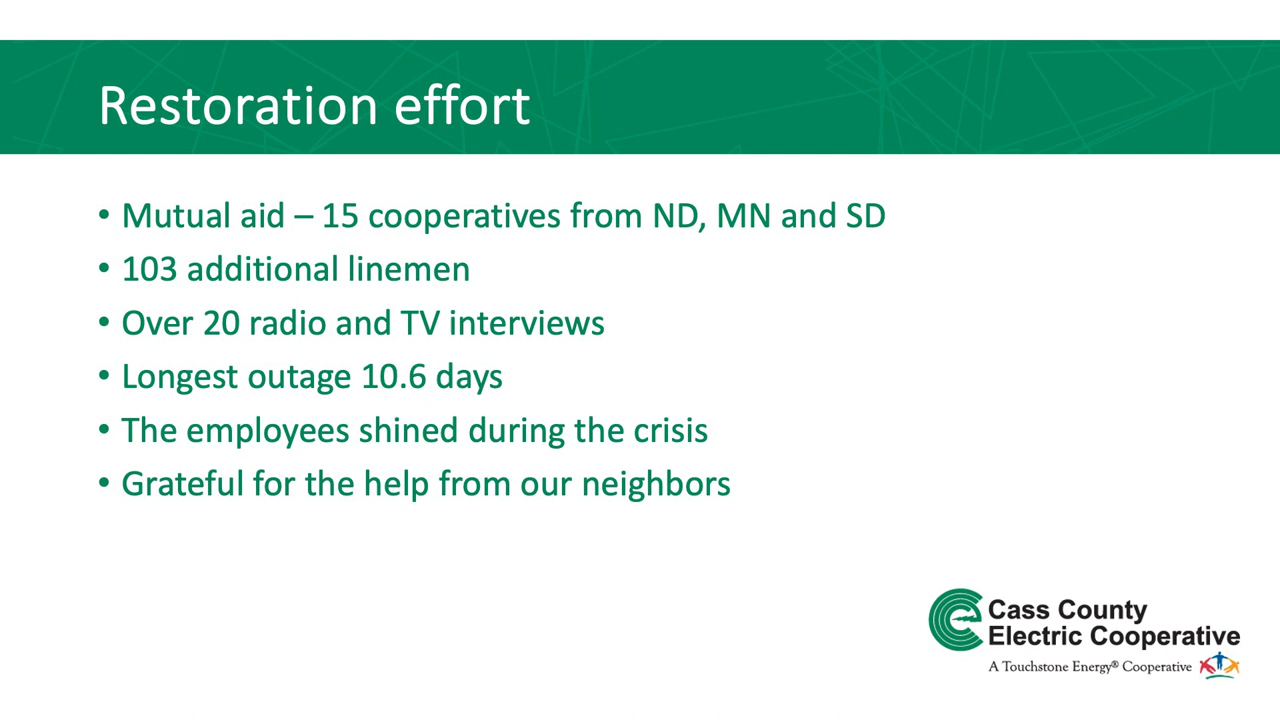 Restoration effort
• Mutual aid – 15 cooperatives from ND, MN and SD
• 103 additional linemen
• Over 20 radio and TV interviews
• Longest outage 10.6 days
• The employees shined during the crisis
• Grateful for the help from our neighbors
Cass County
Electric Cooperative
A Touchstone Energy® Cooperative